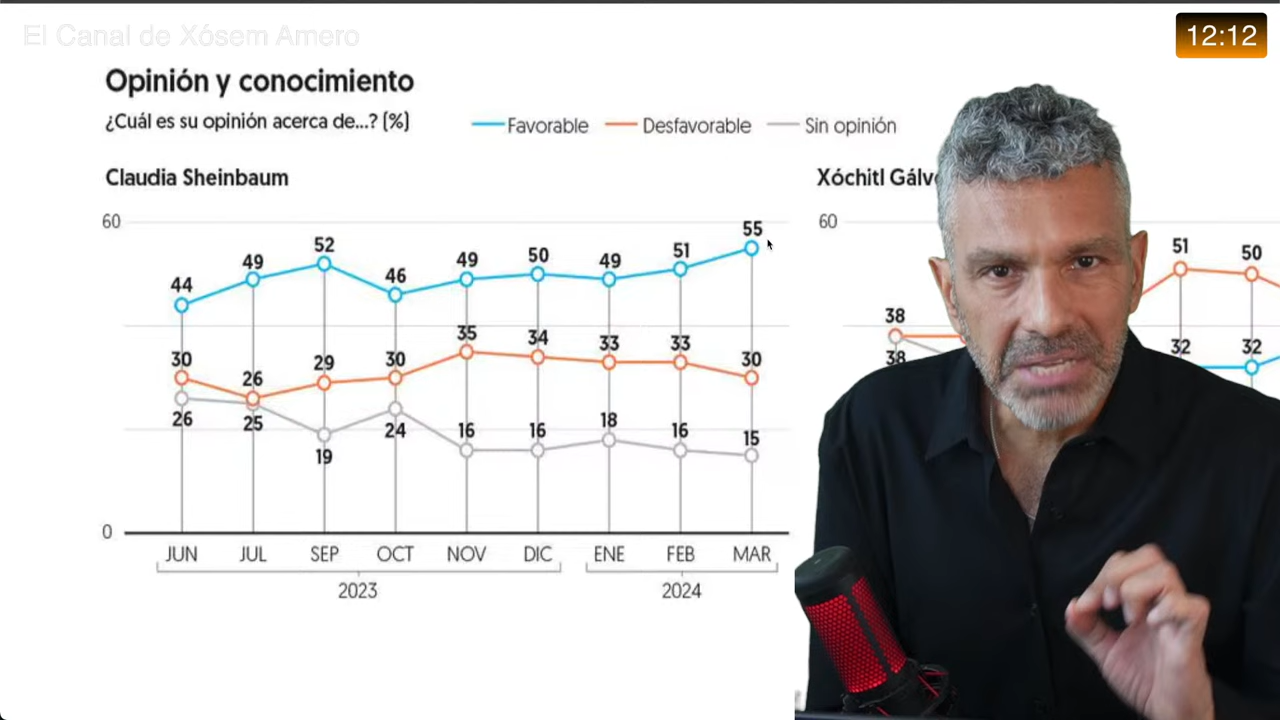 El Canal de Xósem Amero
12:12
Opinión y conocimiento
¿Cuál es su opinión acerca de...? (%)
Favorable Desfavorable Sin opinión
Claudia Sheinbaum
60
44 49 52 46 49 50 49 51 55
30 26 29 30 35 34 33 33 30
26 25 19 24 16 16 18 16 15
0
JUN JUL SEP OCT NOV DIC ENE FEB MAR
2023 2024
Xóchitl Gálv
60
51 50
38
38
32 32